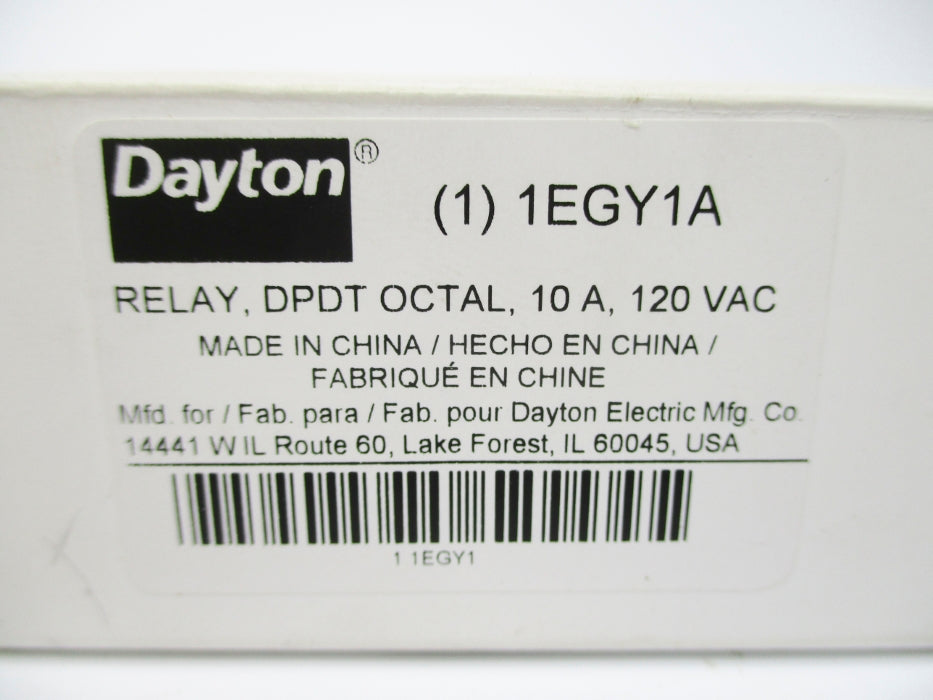 Dayton®
(1) 1EGY1A
RELAY, DPDT OCTAL, 10 A, 120 VAC
MADE IN CHINA / HECHO EN CHINA /
FABRIQUÉ EN CHINE
Mfd. for / Fab. para / Fab. pour Dayton Electric Mfg. Co.
14441 W IL Route 60, Lake Forest, IL 60045, USA
1 1EGY1